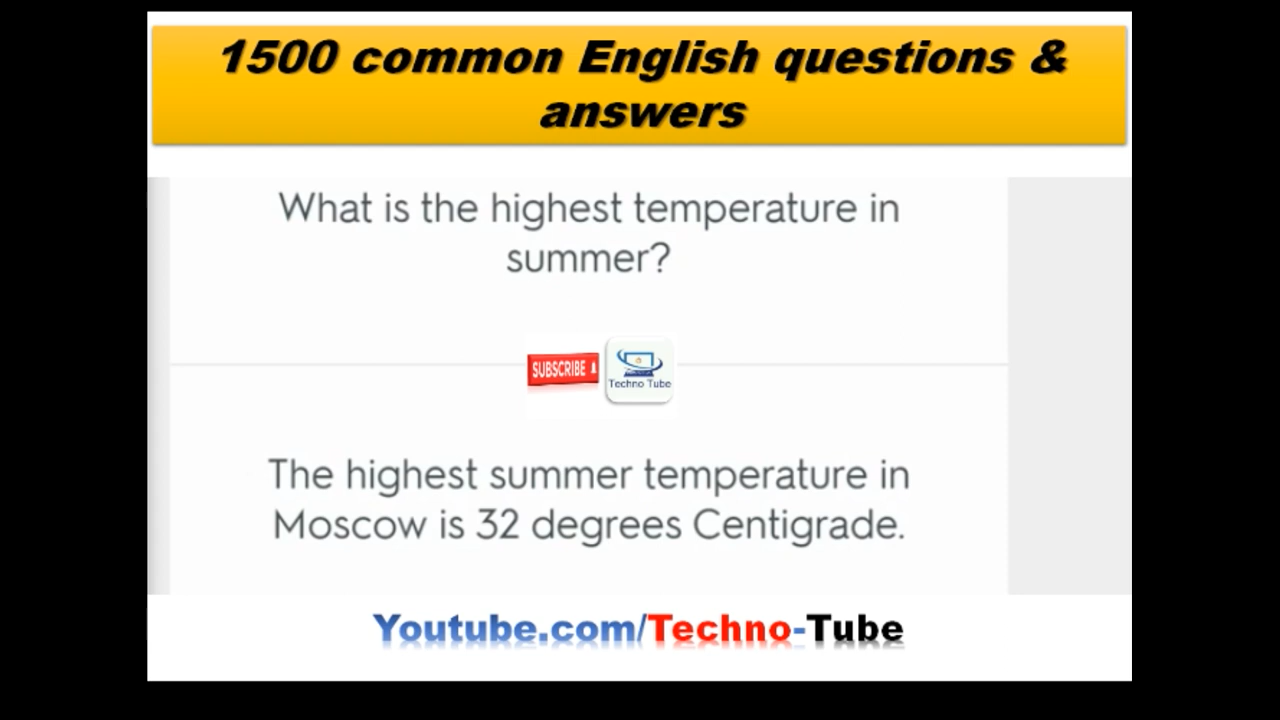 1500 common English questions &
answers
What is the highest temperature in
summer?
SUBSCRIBE
Techno Tube
The highest summer temperature in
Moscow is 32 degrees Centigrade.
Youtube.com/Techno-Tube